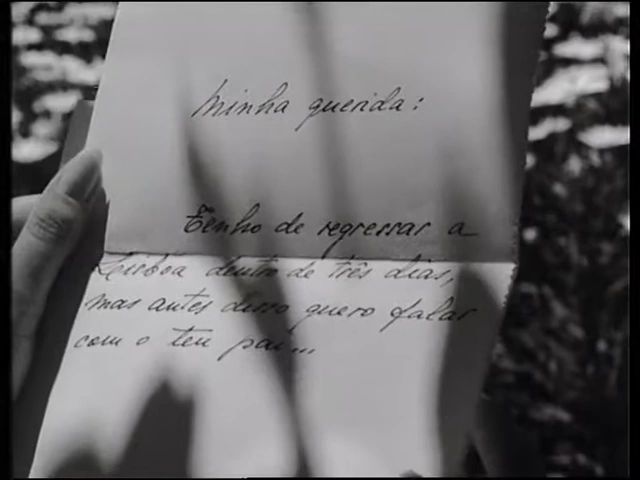 Minha querida:
Tenho de regressar a
Lisboa dentro de três dias,
mas antes disso quero falar
com o teu pai...